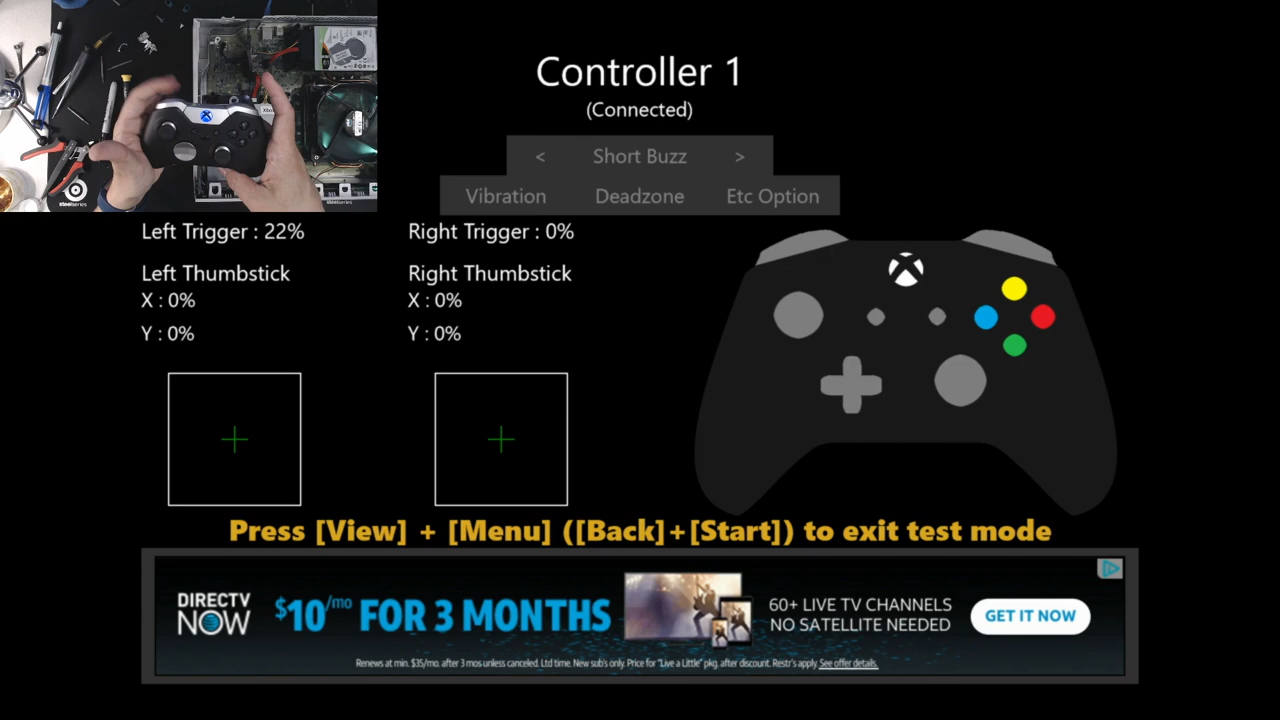 Controller 1
(Connected)
< Short Buzz >
Vibration Deadzone Etc Option
steelseries
steelseries
Left Trigger : 22% Right Trigger : 0%
Left Thumbstick Right Thumbstick
X : 0% X : 0%
Y : 0% Y : 0%
Press [View] + [Menu] ([Back]+[Start]) to exit test mode
DIRECTV NOW
$10/mo FOR 3 MONTHS
60+ LIVE TV CHANNELS
NO SATELLITE NEEDED
GET IT NOW
Renews at min. $35/mo. after 3 mos unless canceled. Ltd time. New sub's only. Price for "Live a Little" pkg. after discount. Restr's apply. See offer details.